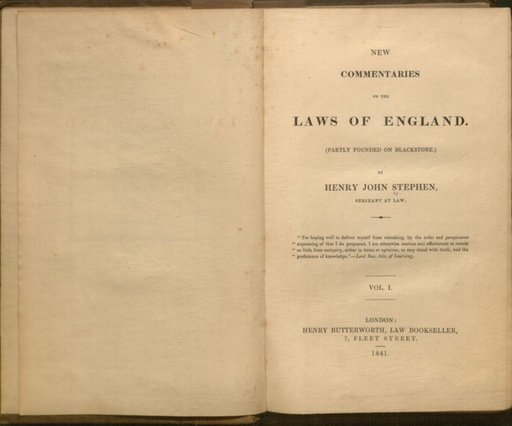 NEW
COMMENTARIES
ON THE
LAWS OF ENGLAND.
(PARTLY FOUNDED ON BLACKSTONE.)
BY
HENRY JOHN STEPHEN,
SERJEANT AT LAW.
"For hoping well to deliver myself from mistaking, by the order and perspicuous
"expressing of that I do propound, I am otherwise zealous and affectionate to recede
"as little from antiquity, either in terms or opinions, as may stand with truth, and the
"proficience of knowledge."—Lord Bac. Adv. of Learning.
VOL. I.
LONDON:
HENRY BUTTERWORTH, LAW BOOKSELLER,
7, FLEET STREET.
1841.